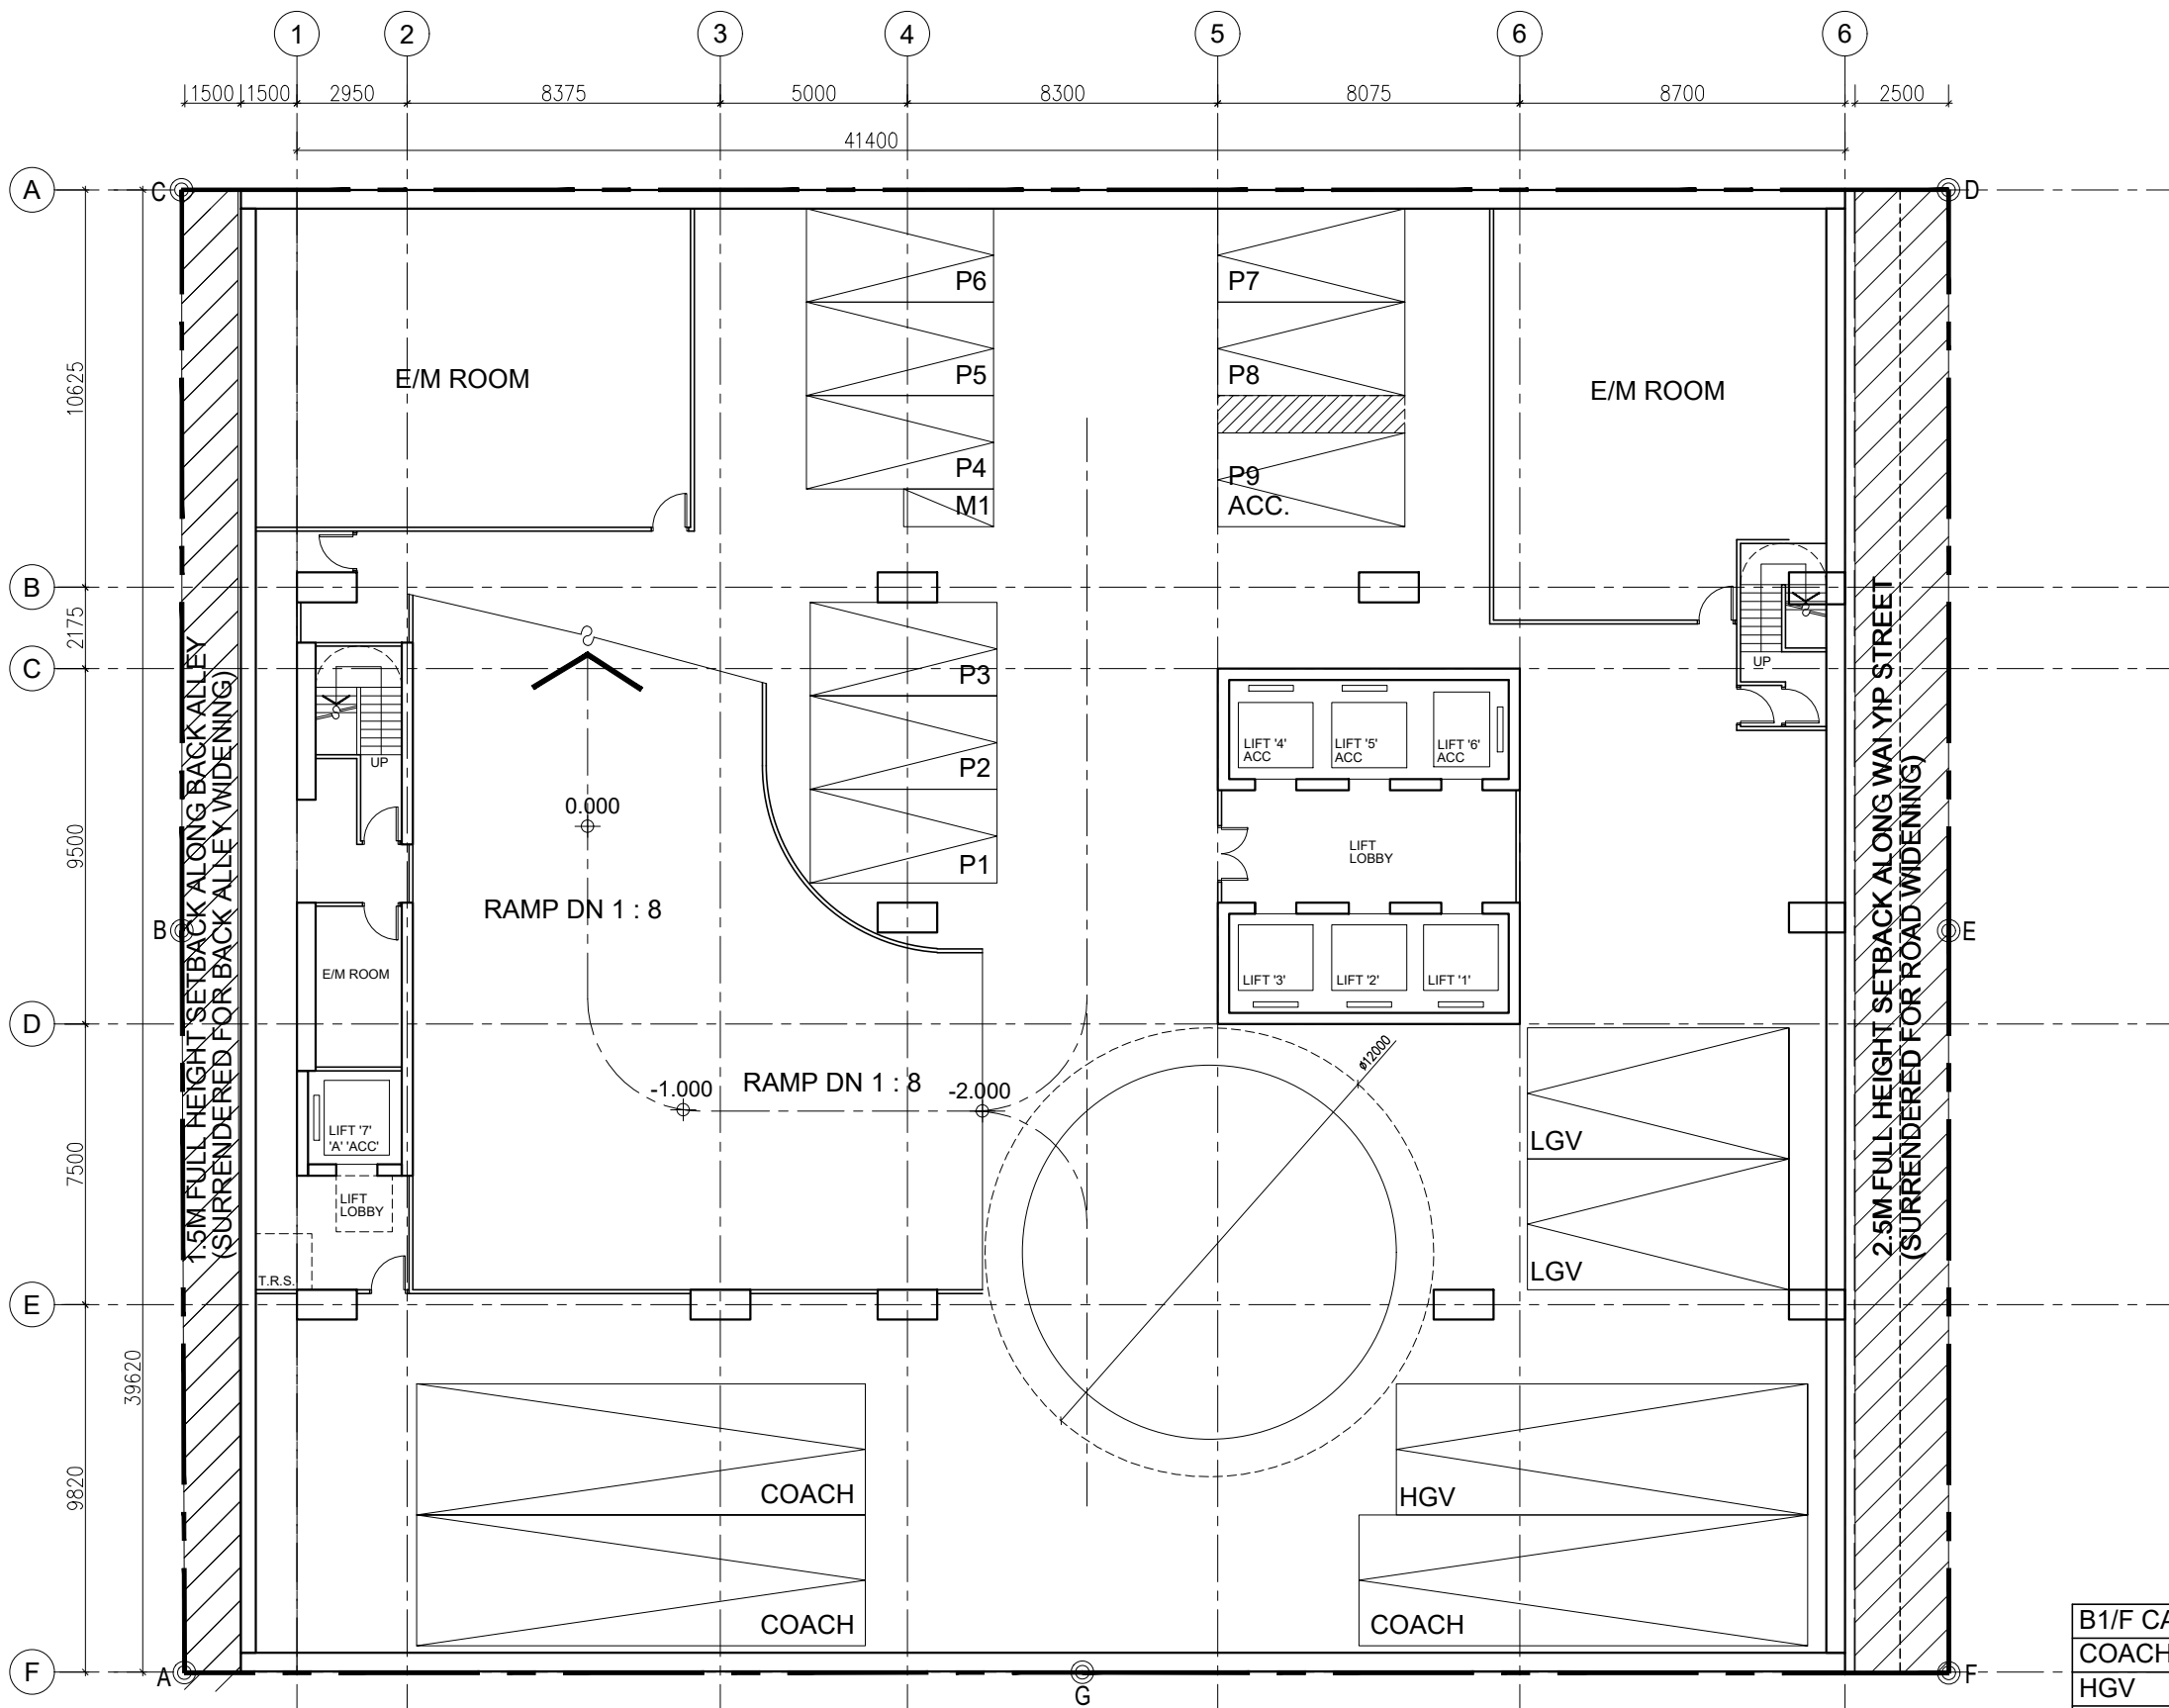 1 2 3 4 5 6 6
1500 1500 2950 8375 5000 8300 8075 8700 2500
41400
A
C
D
P6
P7
10625
E/M ROOM
P5
P8
E/M ROOM
P4
P9
M1
ACC.
B
2175
C
UP
P3
LIFT '4'
ACC
LIFT '5'
ACC
LIFT '6'
ACC
UP
P2
0.000
9500
LIFT
LOBBY
P1
RAMP DN 1 : 8
B
E
E/M ROOM
LIFT '3'
LIFT '2'
LIFT '1'
D
ø12000
-1.000
RAMP DN 1 : 8
-2.000
LIFT '7'
'A' 'ACC'
LGV
7500
LIFT
LOBBY
LGV
T.R.S.
E
1.5M FULL HEIGHT SETBACK ALONG BACK ALLEY
(SURRENDERED FOR BACK ALLEY WIDENING)
2.5M FULL HEIGHT SETBACK ALONG WAI YIP STREET
(SURRENDERED FOR ROAD WIDENING)
39620
9820
COACH
HGV
COACH
COACH
F
A
G
F
B1/F CA
COACH
HGV